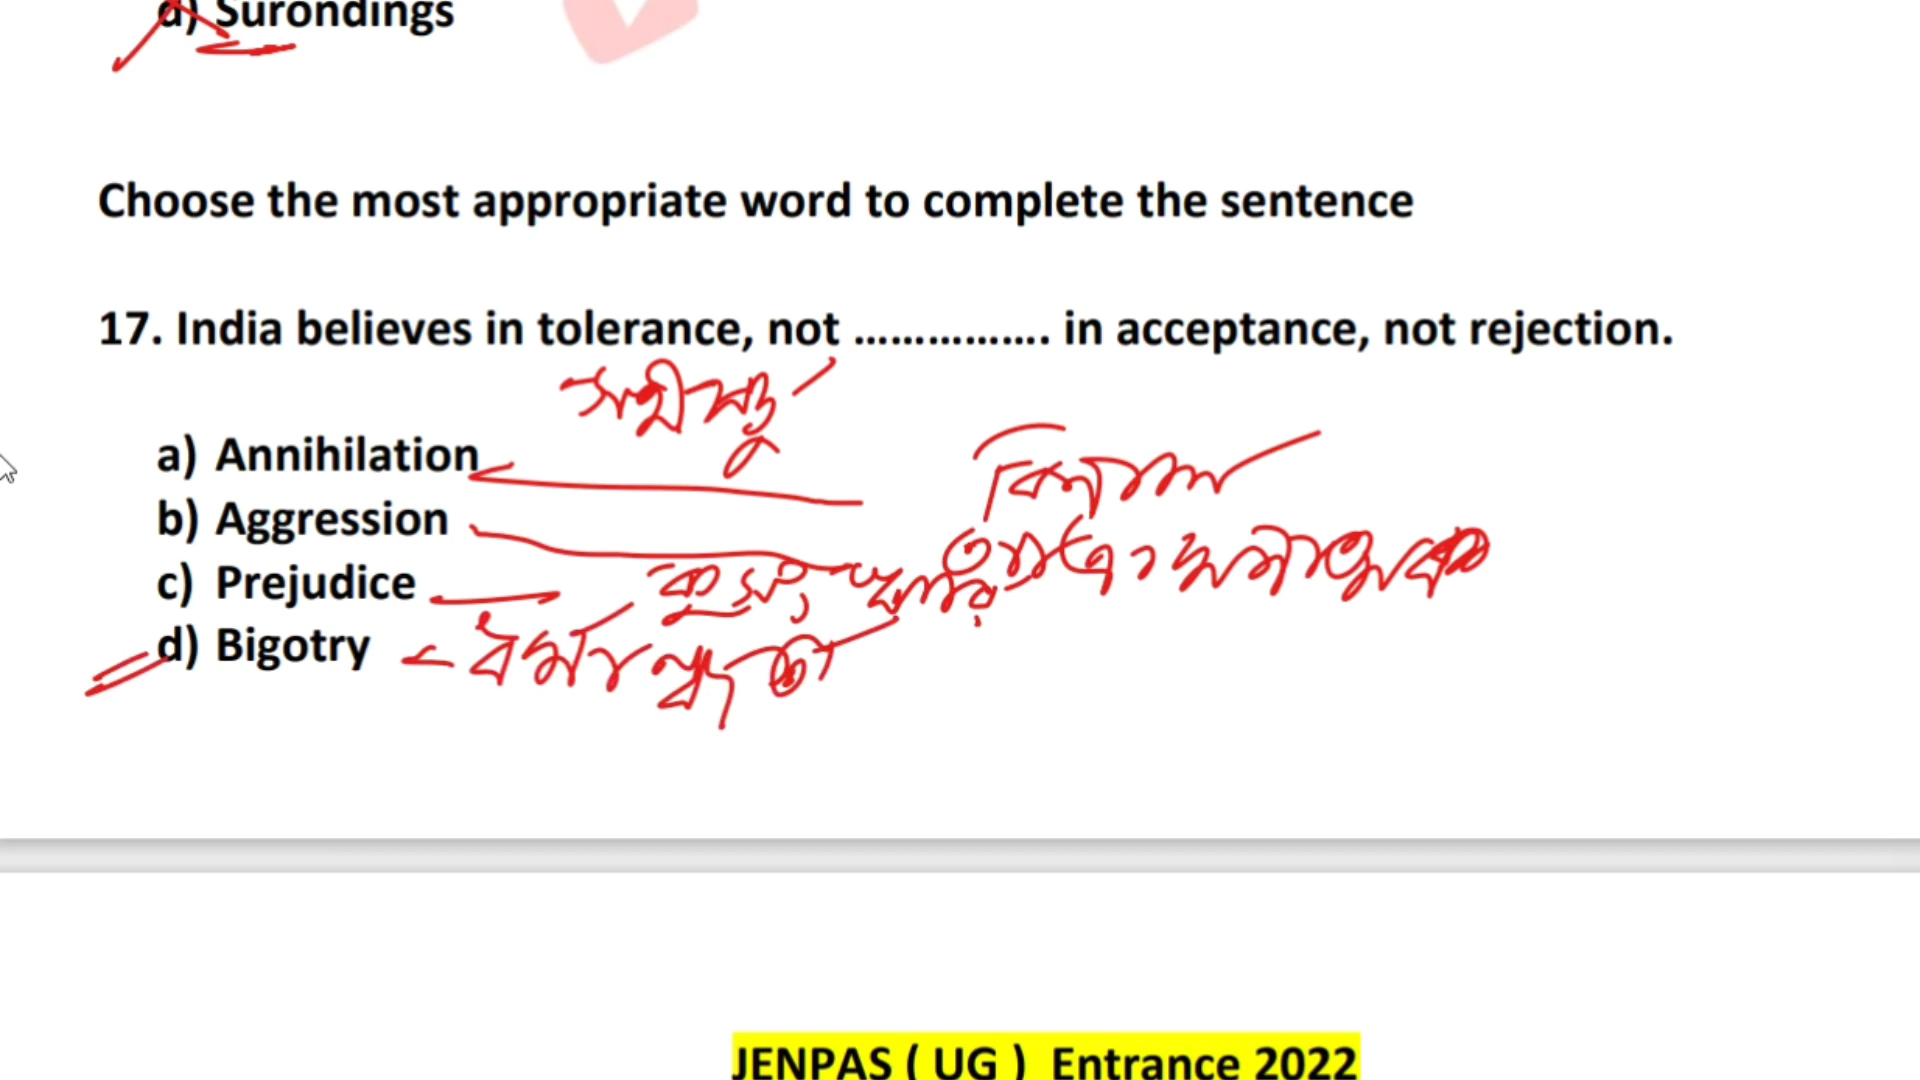 d) Surondings
Choose the most appropriate word to complete the sentence
17. India believes in tolerance, not ................ in acceptance, not rejection.
a) Annihilation
b) Aggression
c) Prejudice
d) Bigotry
JENPAS ( UG ) Entrance 2022